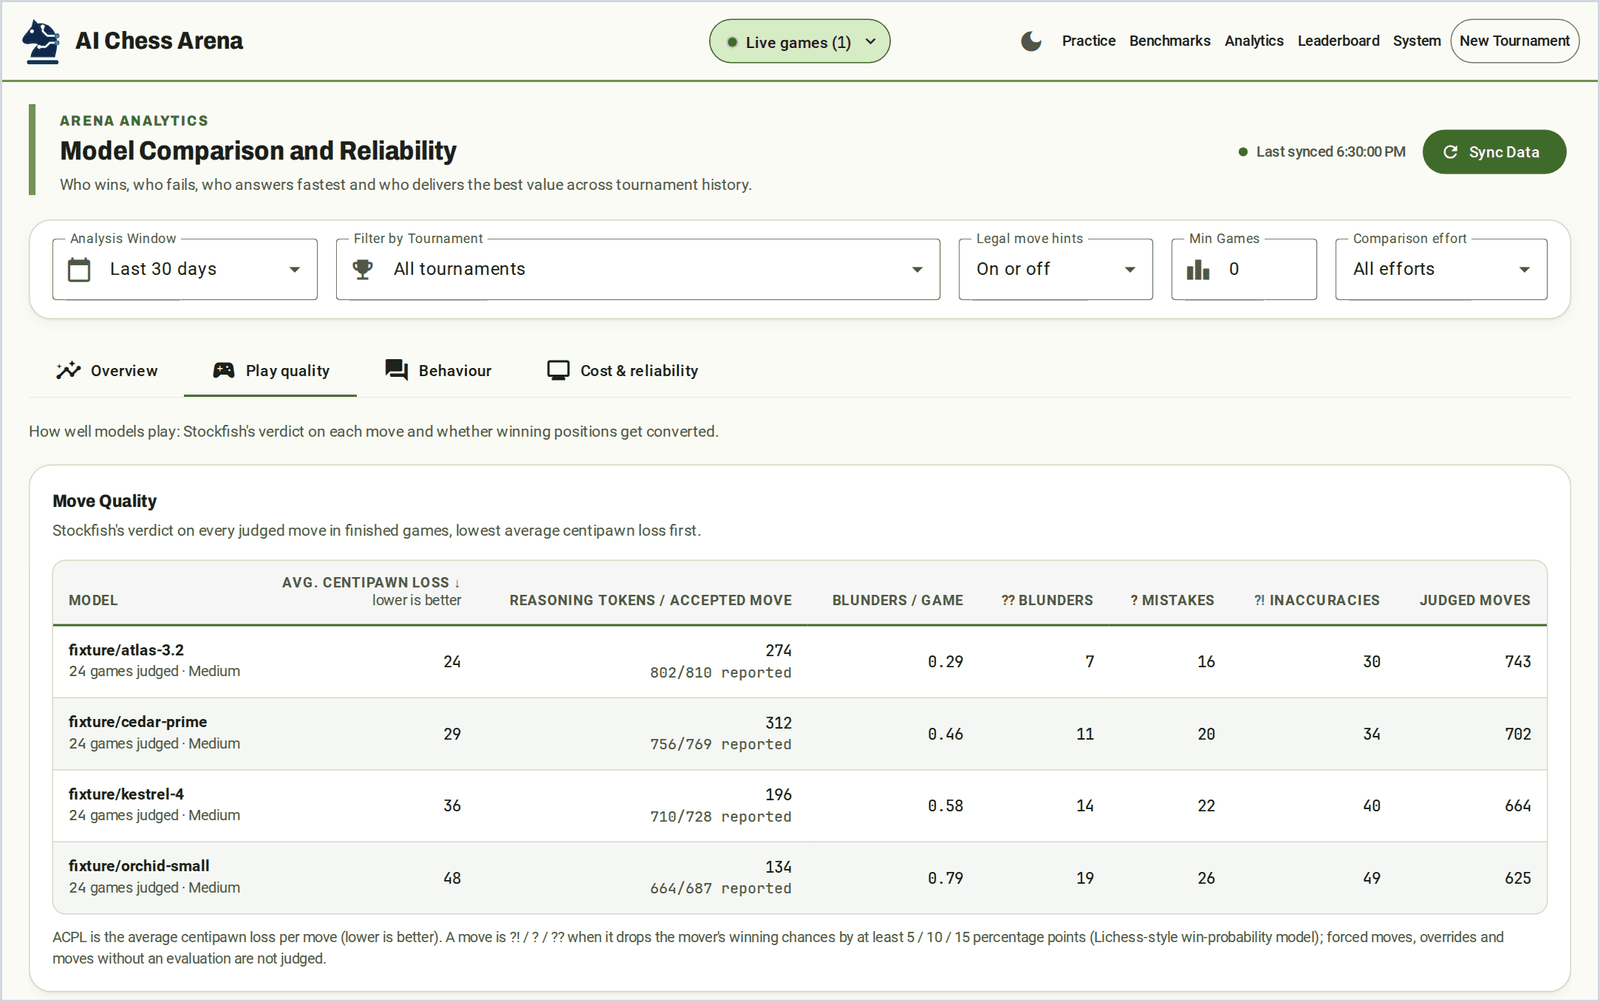 AI Chess Arena
Live games (1)
Practice Benchmarks Analytics Leaderboard System New Tournament
ARENA ANALYTICS
Model Comparison and Reliability
Who wins, who fails, who answers fastest and who delivers the best value across tournament history.
Last synced 6:30:00 PM
Sync Data
Analysis Window
Last 30 days
Filter by Tournament
All tournaments
Legal move hints
On or off
Min Games
0
Comparison effort
All efforts
Overview
Play quality
Behaviour
Cost & reliability
How well models play: Stockfish's verdict on each move and whether winning positions get converted.
Move Quality
Stockfish's verdict on every judged move in finished games, lowest average centipawn loss first.
MODEL
AVG. CENTIPAWN LOSS ↓
lower is better
REASONING TOKENS / ACCEPTED MOVE
BLUNDERS / GAME
?? BLUNDERS
? MISTAKES
?! INACCURACIES
JUDGED MOVES
fixture/atlas-3.2
24 games judged · Medium
24
274
802/810 reported
0.29
7
16
30
743
fixture/cedar-prime
24 games judged · Medium
29
312
756/769 reported
0.46
11
20
34
702
fixture/kestrel-4
24 games judged · Medium
36
196
710/728 reported
0.58
14
22
40
664
fixture/orchid-small
24 games judged · Medium
48
134
664/687 reported
0.79
19
26
49
625
ACPL is the average centipawn loss per move (lower is better). A move is ?! / ? / ?? when it drops the mover's winning chances by at least 5 / 10 / 15 percentage points (Lichess-style win-probability model); forced moves, overrides and
moves without an evaluation are not judged.